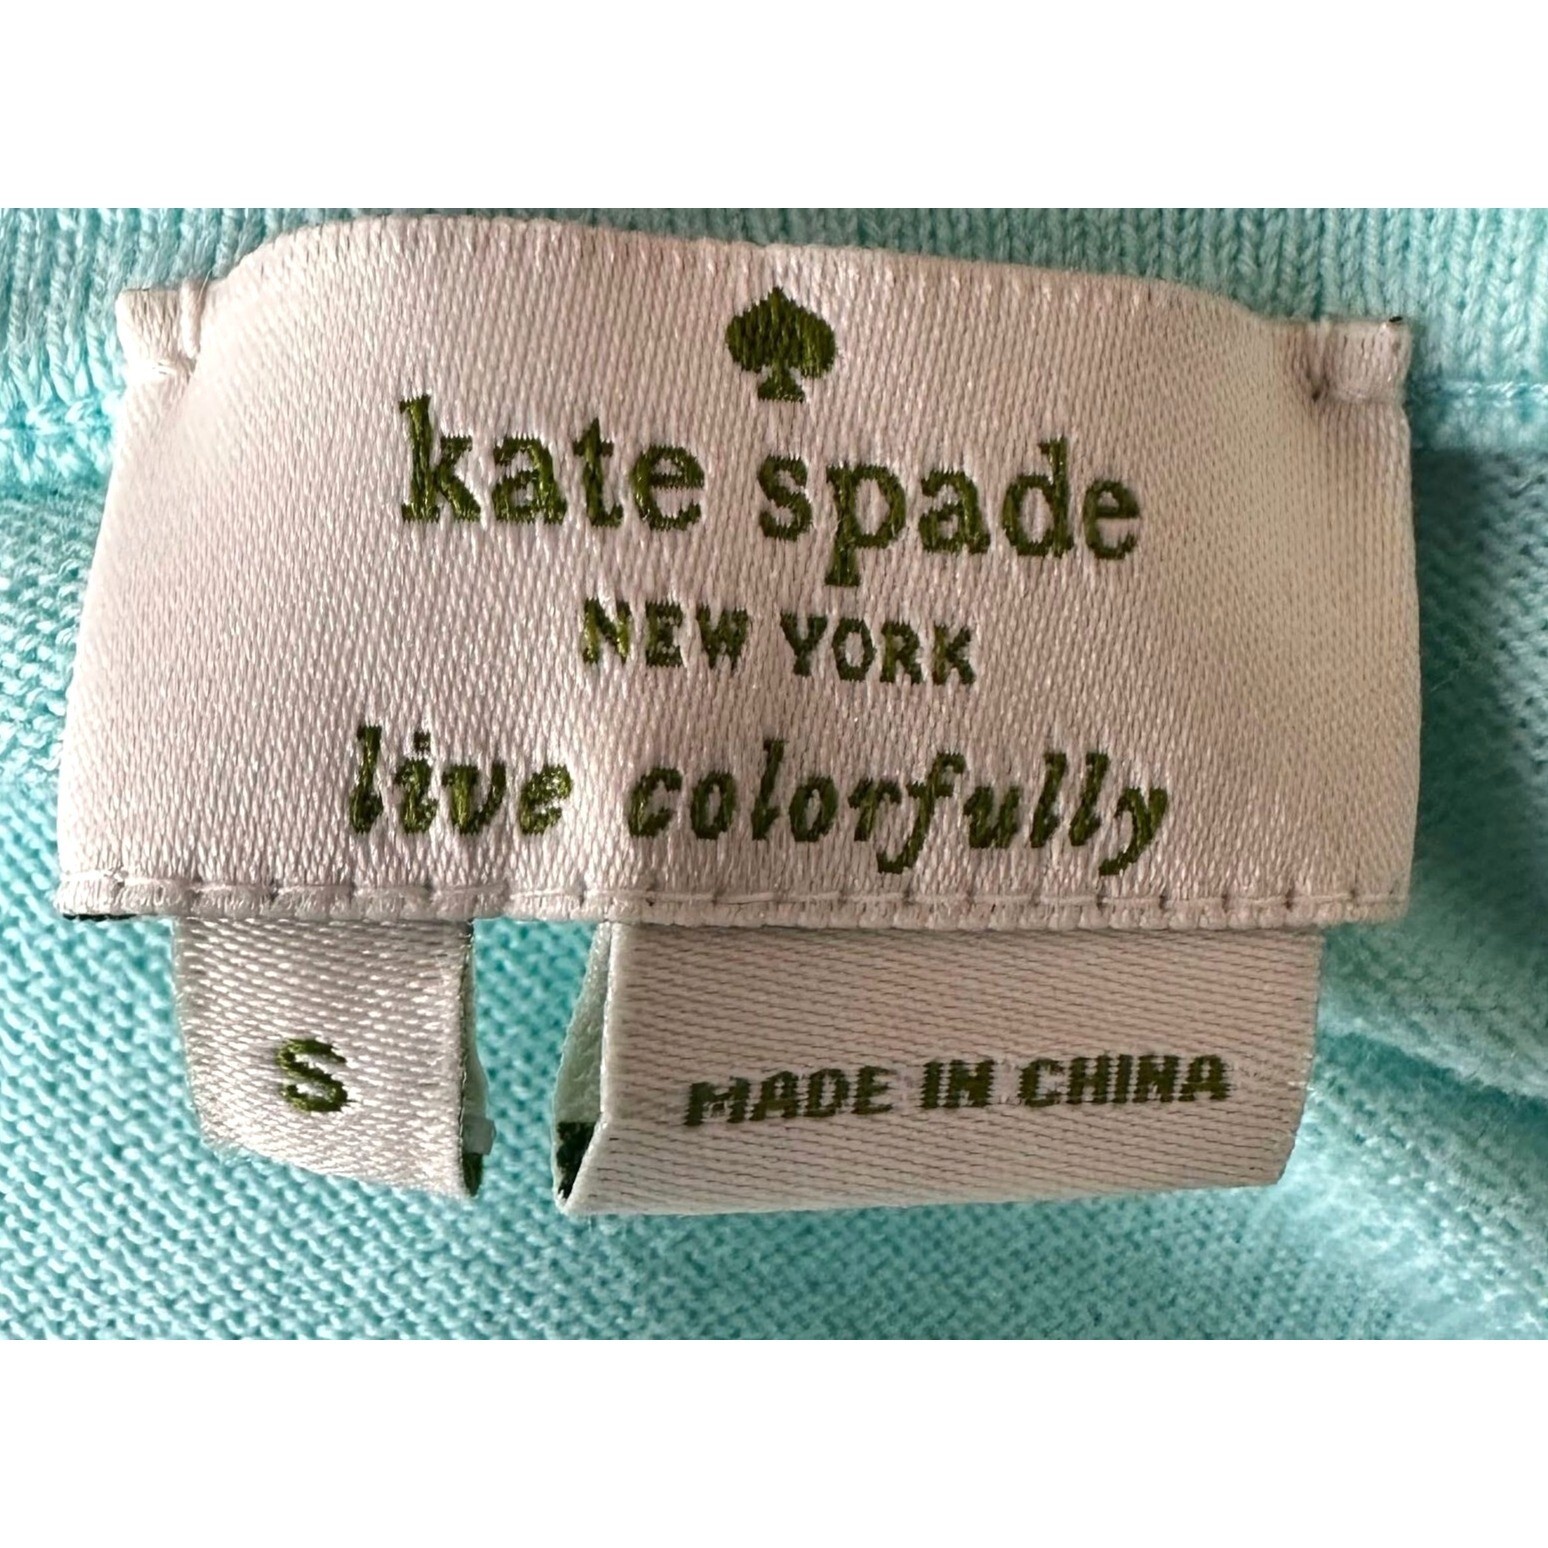 kate spade
NEW YORK
live colorfully
S
MADE IN CHINA